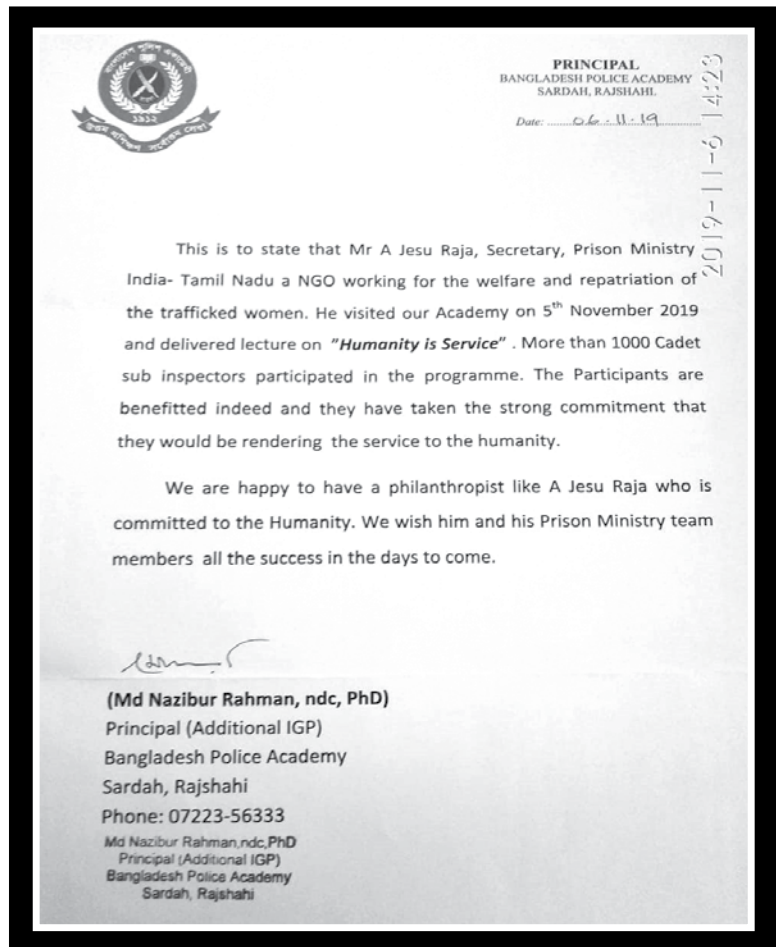 বাংলাদেশ পুলিশ একাডেমী
১৯১২
PRINCIPAL
BANGLADESH POLICE ACADEMY
SARDAH, RAJSHAHI.
Date: 06.11.19
2019-11-6 14:23
This is to state that Mr A Jesu Raja, Secretary, Prison Ministry
India- Tamil Nadu a NGO working for the welfare and repatriation of
the trafficked women. He visited our Academy on 5th November 2019
and delivered lecture on "Humanity is Service" . More than 1000 Cadet
sub inspectors participated in the programme. The Participants are
benefitted indeed and they have taken the strong commitment that
they would be rendering the service to the humanity.
We are happy to have a philanthropist like A Jesu Raja who is
committed to the Humanity. We wish him and his Prison Ministry team
members all the success in the days to come.
(Md Nazibur Rahman, ndc, PhD)
Principal (Additional IGP)
Bangladesh Police Academy
Sardah, Rajshahi
Phone: 07223-56333
Md Nazibur Rahman,ndc,PhD
Principal (Additional IGP)
Bangladesh Police Academy
Sardah, Rajshahi